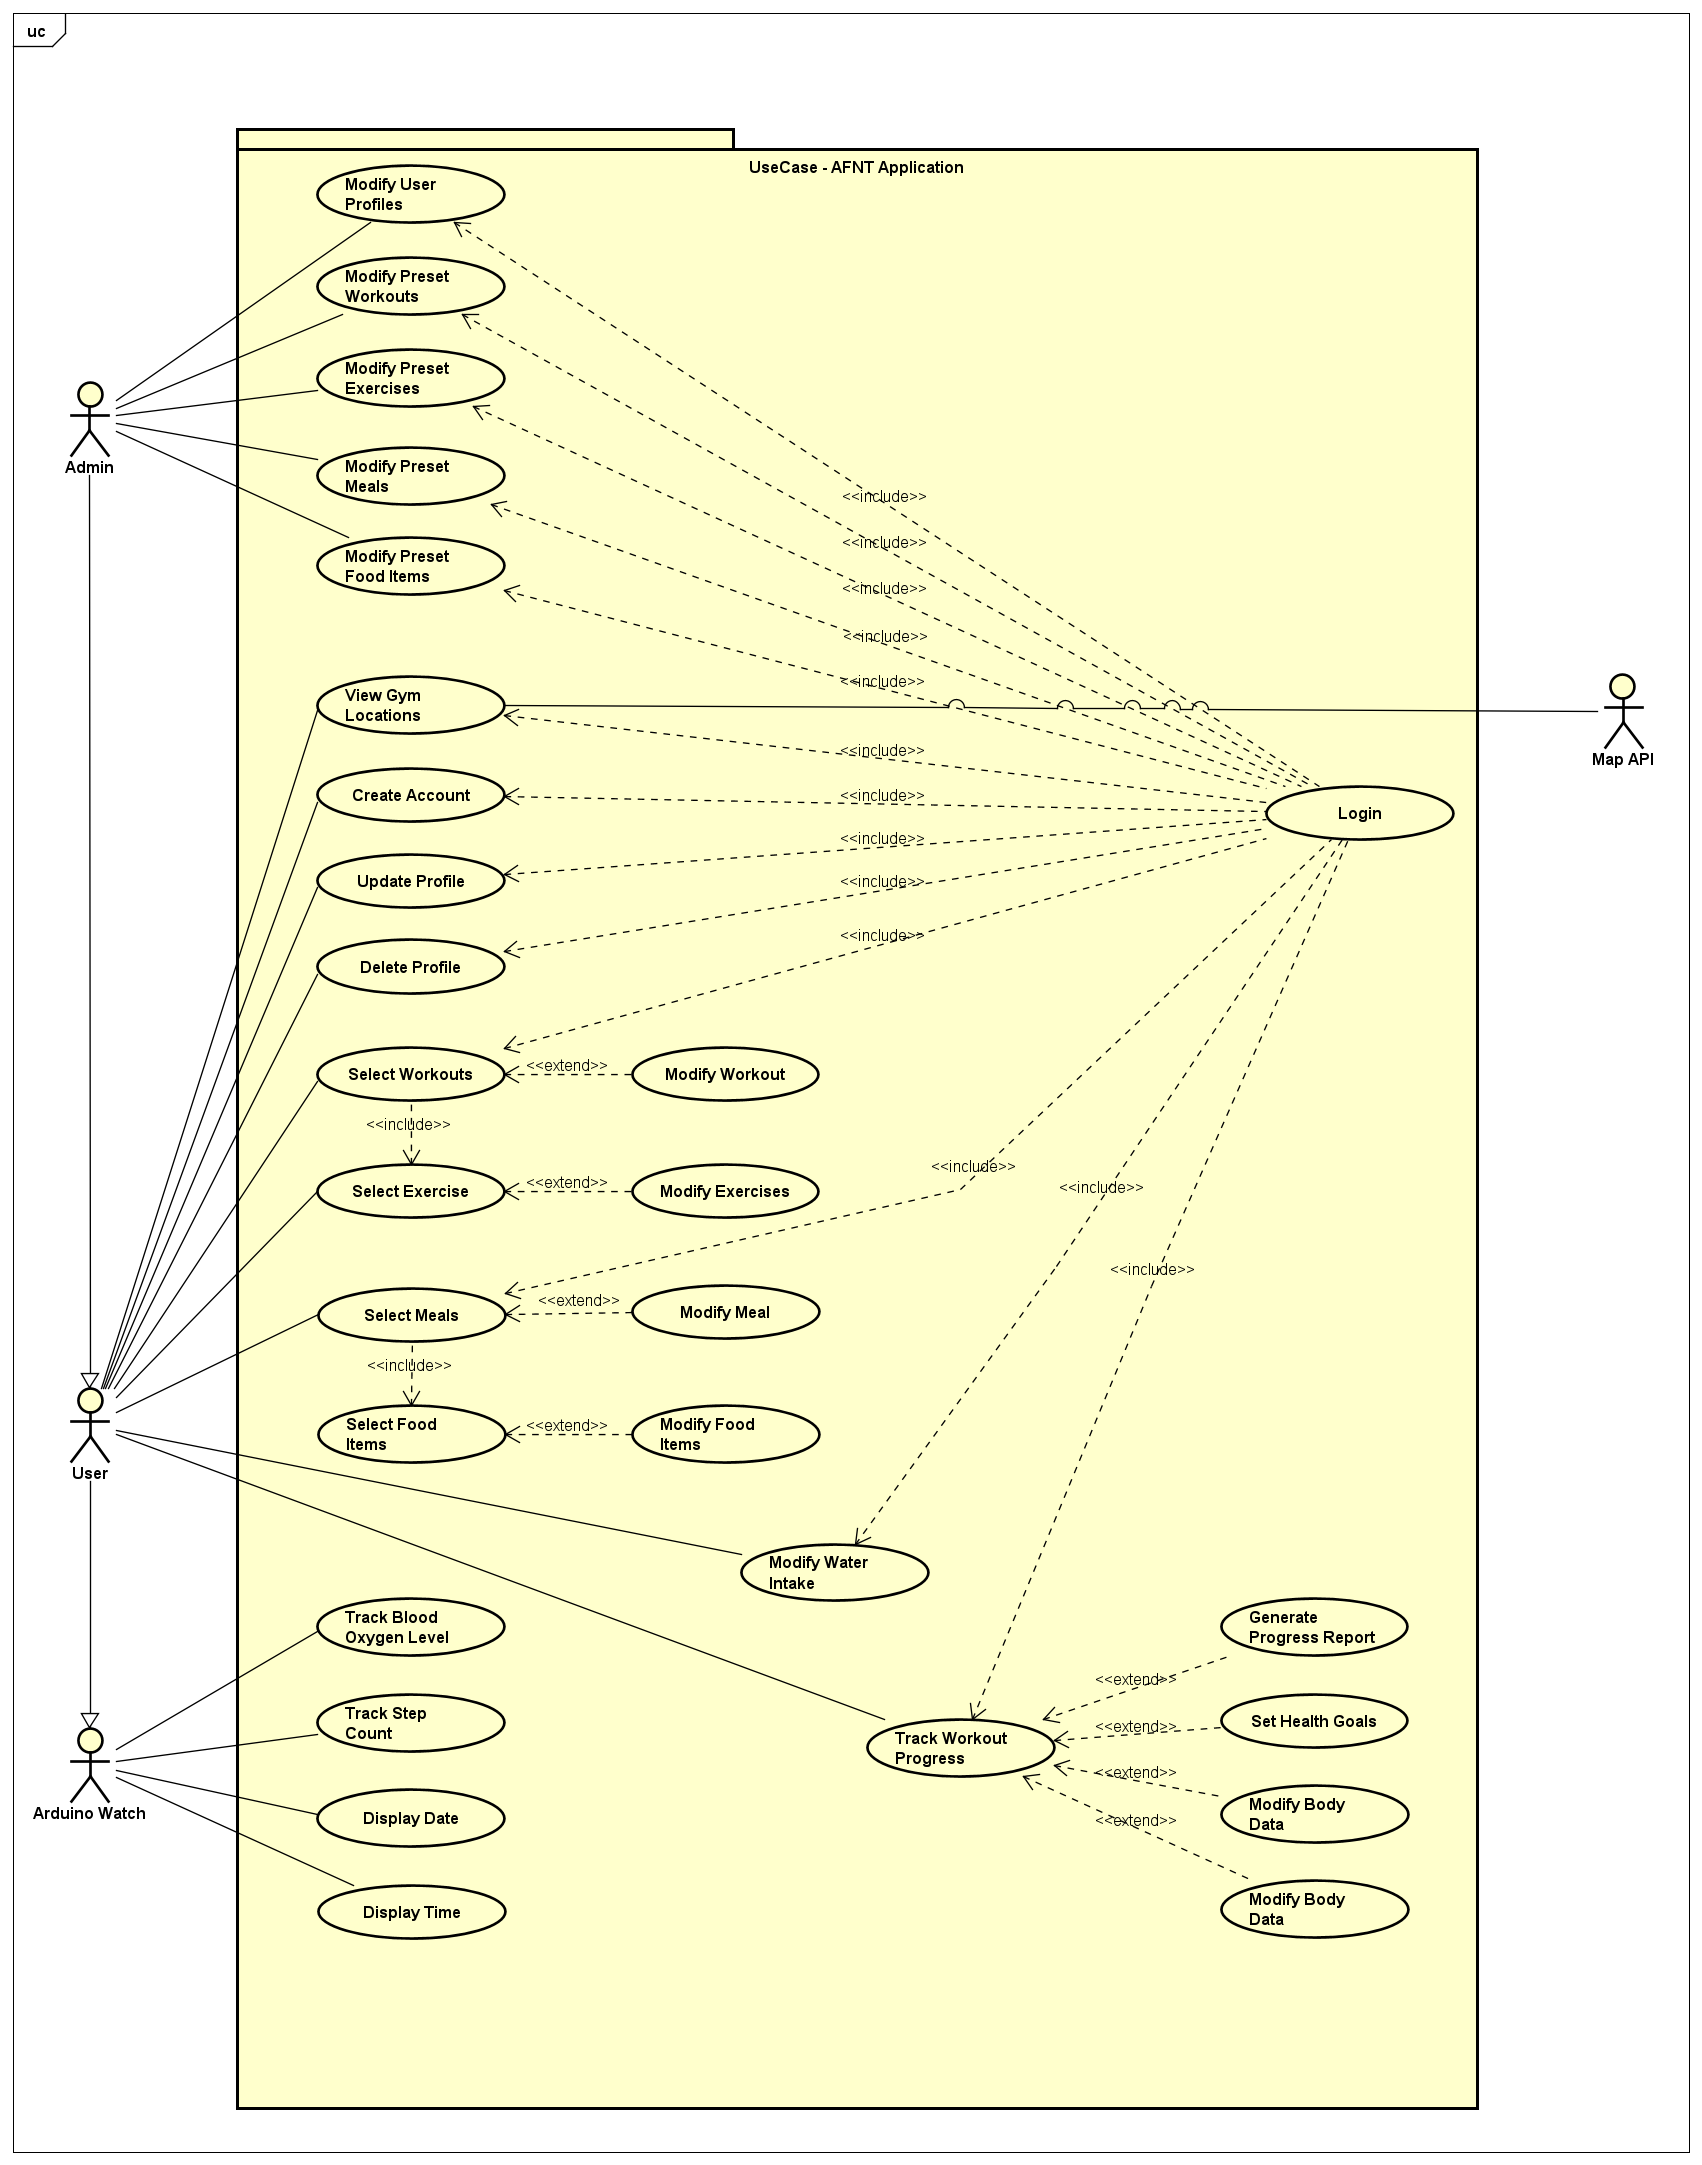 uc
UseCase - AFNT Application
Modify User
Profiles
Modify Preset
Workouts
Modify Preset
Exercises
Admin
Modify Preset
Meals
<<include>>
<<include>>
Modify Preset
Food Items
<<include>>
<<include>>
<<include>>
View Gym
Locations
Map API
<<include>>
Create Account
<<include>>
Login
<<include>>
Update Profile
<<include>>
<<include>>
Delete Profile
Select Workouts
<<extend>>
Modify Workout
<<include>>
<<include>>
<<include>>
Select Exercise
<<extend>>
Modify Exercises
<<include>>
Select Meals
<<extend>>
Modify Meal
<<include>>
Select Food
Items
<<extend>>
Modify Food
Items
User
Modify Water
Intake
Track Blood
Oxygen Level
Generate
Progress Report
<<extend>>
Track Step
Count
<<extend>>
Set Health Goals
Track Workout
Progress
<<extend>>
Arduino Watch
Display Date
<<extend>>
Modify Body
Data
Display Time
Modify Body
Data